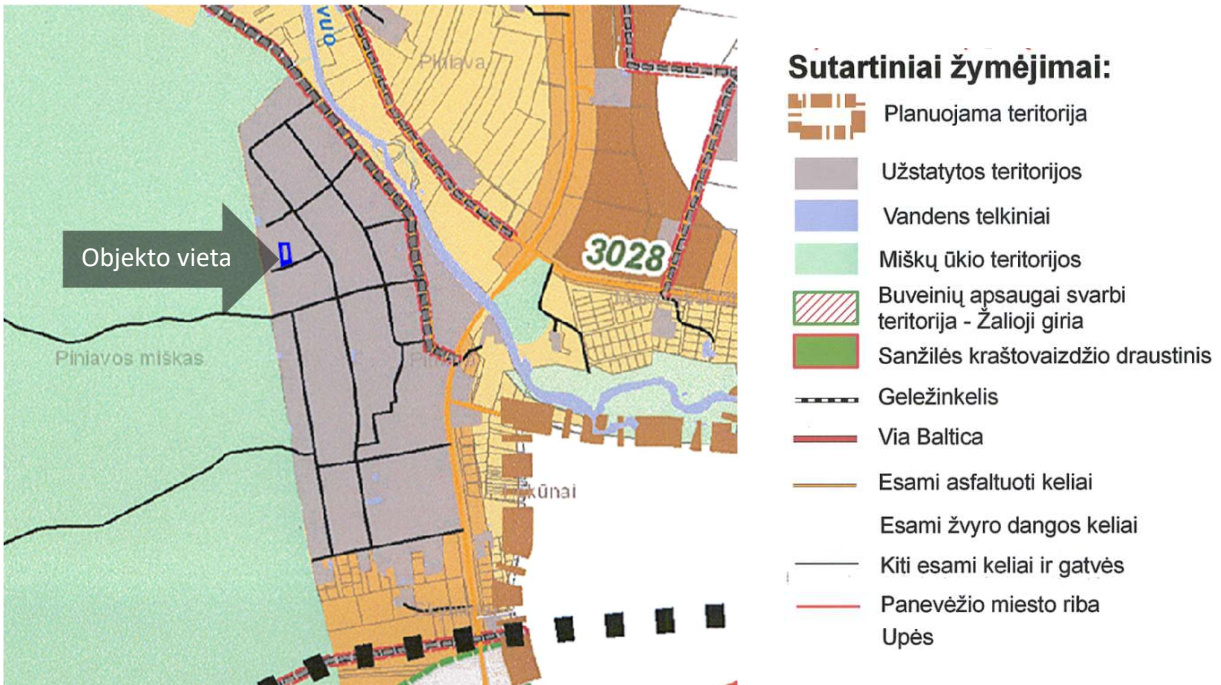 vuo
Piniava
3028
Objekto vieta
Piniavos miškas
Sutartiniai žymėjimai:
Planuojama teritorija
Užstatytos teritorijos
Vandens telkiniai
Miškų ūkio teritorijos
Buveinių apsaugai svarbi
teritorija - Žalioji giria
Sanžilės kraštovaizdžio draustinis
Geležinkelis
Via Baltica
Esami asfaltuoti keliai
Esami žvyro dangos keliai
Kiti esami keliai ir gatvės
Panevėžio miesto riba
Upės